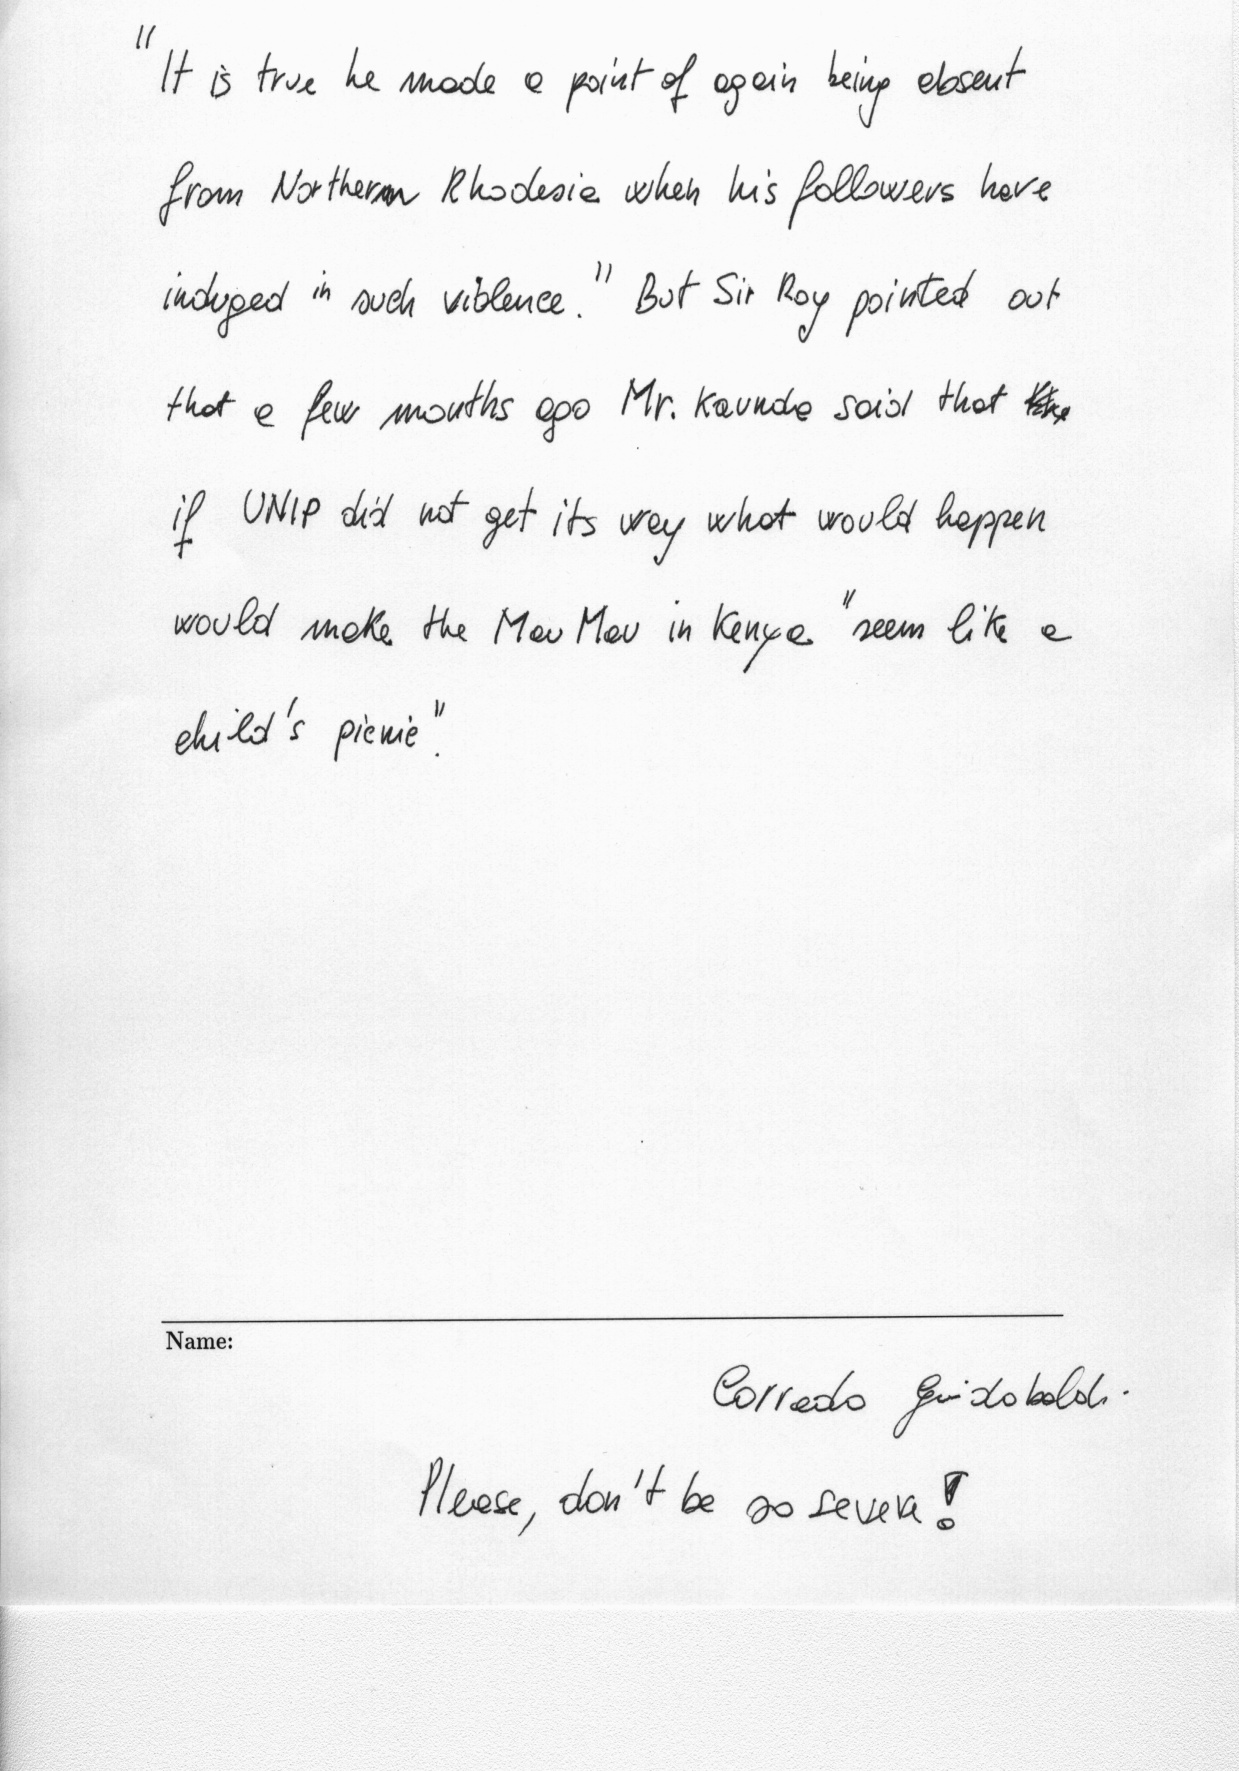 "It is true he made a point of again being absent
from Northern Rhodesia when his followers have
induged in such violence." But Sir Roy pointed out
that a few months ago Mr. Kaunda said that
if UNIP did not get its way what would happen
would make the Mau Mau in Kenya "seem like a
child's picnic".
Name:
Corrado Guidobaldi
Please, don't be so severe!